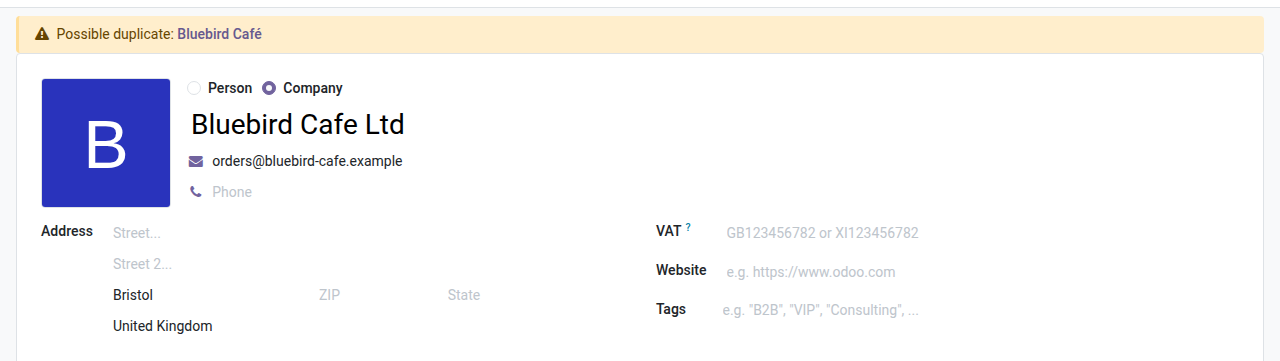 Possible duplicate: Bluebird Café
B
Person Company
Bluebird Cafe Ltd
orders@bluebird-cafe.example
Phone
Address Street... VAT ? GB123456782 or XI123456782
Street 2...
Website e.g. https://www.odoo.com
Bristol ZIP State
Tags e.g. "B2B", "VIP", "Consulting", ...
United Kingdom